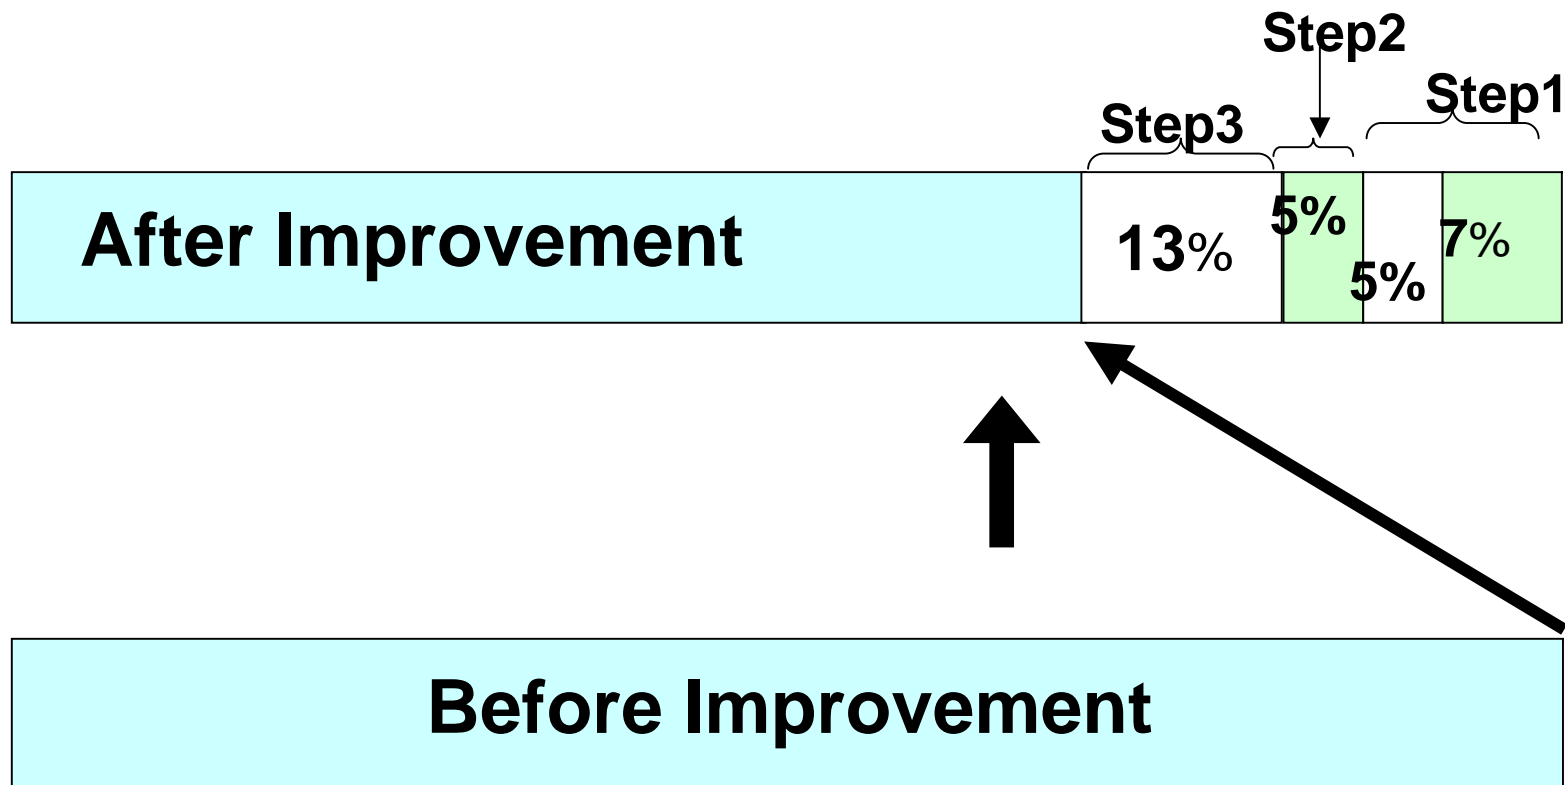 Step2
Step1
Step3
After Improvement
13%
5%
5%
7%
Before Improvement